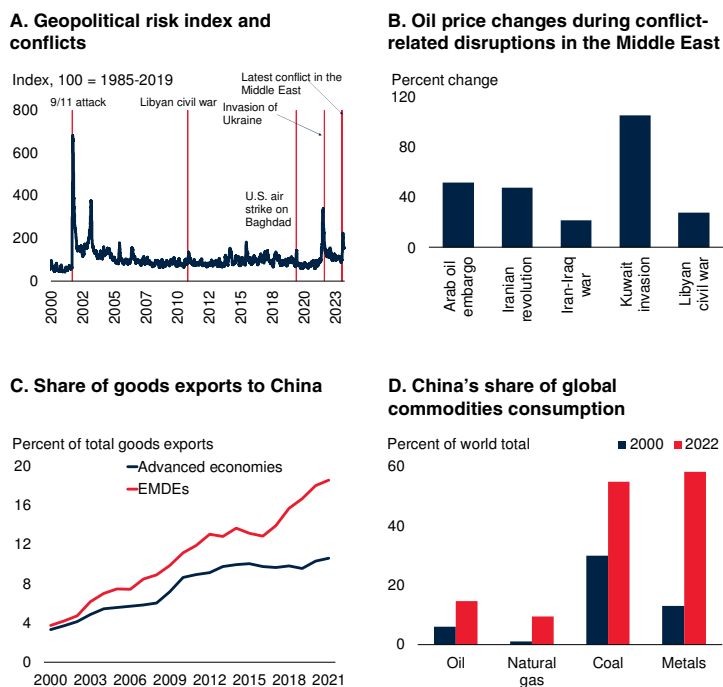 A. Geopolitical risk index and
conflicts
Index, 100 = 1985-2019
800
600
400
200
0
9/11 attack
Libyan civil war
Latest conflict in the
Middle East
Invasion of
Ukraine
U.S. air
strike on
Baghdad
2000
2002
2005
2007
2010
2012
2015
2018
2020
2023
B. Oil price changes during conflict-
related disruptions in the Middle East
Percent change
120
80
40
0
Arab oil
embargo
Iranian
revolution
Iran-Iraq
war
Kuwait
invasion
Libyan
civil war
C. Share of goods exports to China
Percent of total goods exports
20
16
12
8
4
0
Advanced economies
EMDEs
2000 2003 2006 2009 2012 2015 2018 2021
D. China's share of global
commodities consumption
Percent of world total
2000
2022
60
40
20
0
Oil
Natural
gas
Coal
Metals